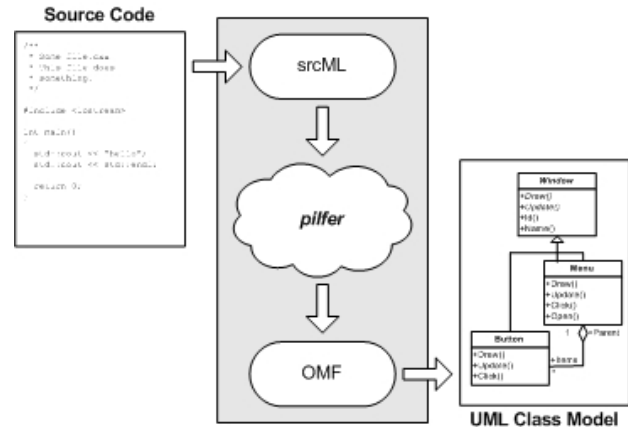 Source Code
/**
* Some file.cxx
* This file does
* something.
*/
#include <iostream>
int main()
std::cout << "hello";
std::cout << std::endl;
return 0;
}
srcML
pilfer
OMF
Window
+Draw()
+Update()
+Id()
+Name()
Menu
+Draw()
+Update()
+Click()
+Open()
1
+Parent
Button
+Draw()
+Update()
+Click()
+Items
*
UML Class Model